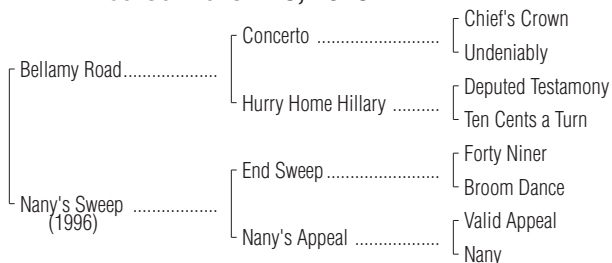 Chief's Crown
Concerto ........................
Undeniably
Bellamy Road...................
Deputed Testamony
Hurry Home Hillary ..........
Ten Cents a Turn
Forty Niner
End Sweep ......................
Broom Dance
Nany's Sweep .................
(1996)
Valid Appeal
Nany's Appeal .................
Nany